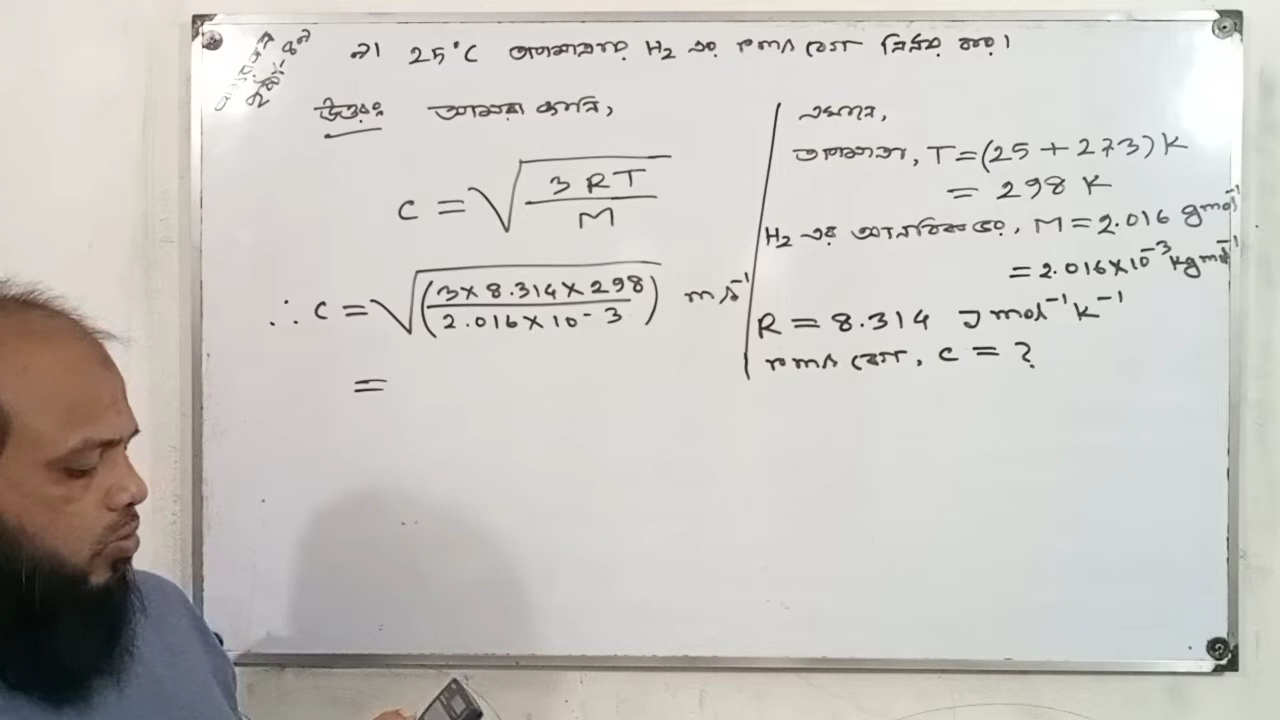 ৯। 25°C তাপমাত্রায় H₂ এর rms বেগ নির্ণয় কর।
উত্তরঃ আমরা জানি,
C = √(3RT/M)
∴ C = √((3×8.314×298)/(2.016×10⁻³)) ms⁻¹
=
এখানে,
তাপমাত্রা, T = (25 + 273) K
= 298 K
H₂ এর আনবিক ভর, M = 2.016 gmol⁻¹
= 2.016×10⁻³ kgmol⁻¹
R = 8.314 J mol⁻¹ K⁻¹
rms বেগ, C = ?